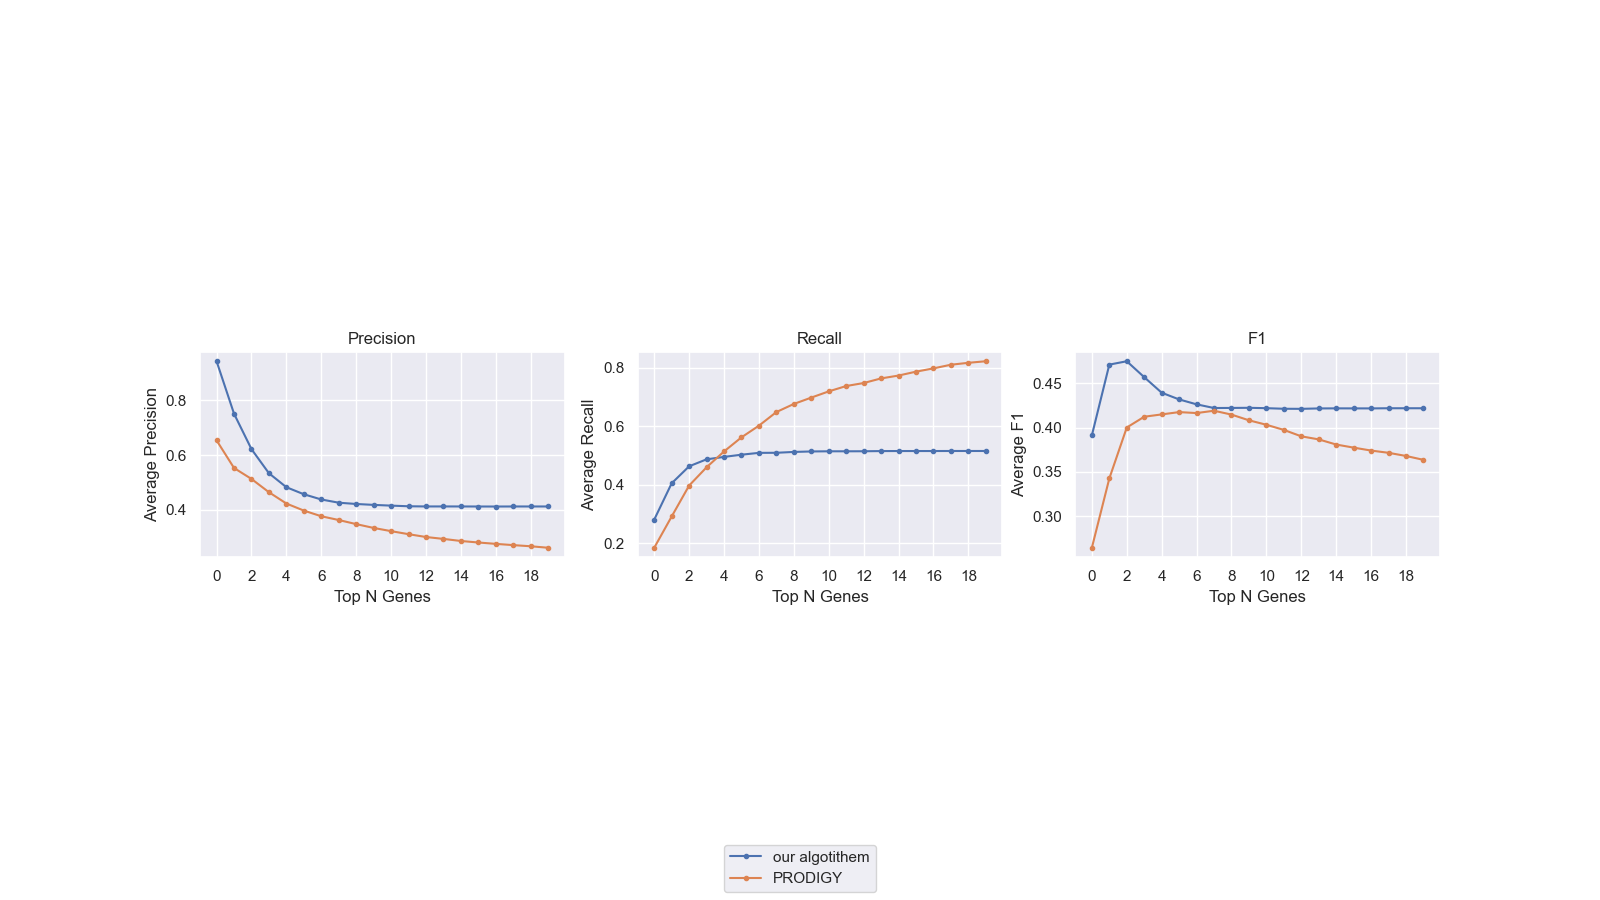 Precision
Average Precision
0.8
0.6
0.4
0 2 4 6 8 10 12 14 16 18
Top N Genes
Recall
Average Recall
0.8
0.6
0.4
0.2
0 2 4 6 8 10 12 14 16 18
Top N Genes
F1
Average F1
0.45
0.40
0.35
0.30
0 2 4 6 8 10 12 14 16 18
Top N Genes
our algotithem
PRODIGY